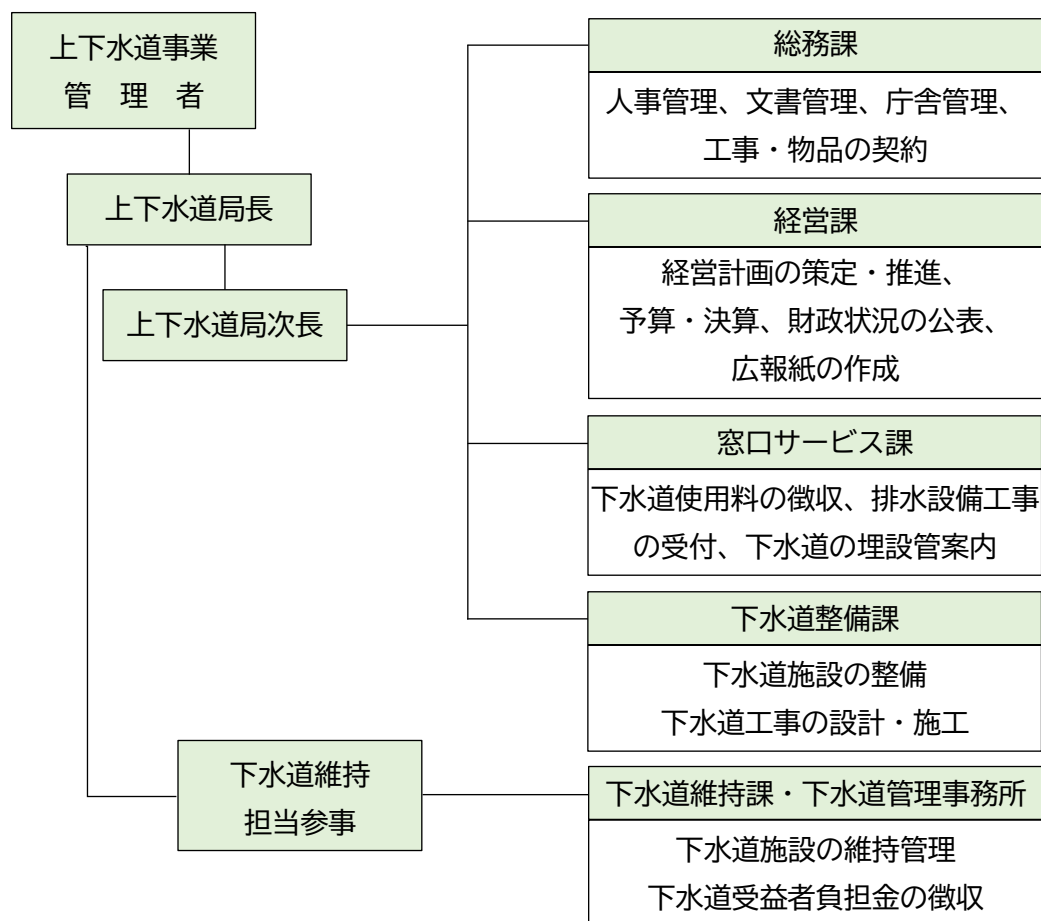 上下水道事業
管　理　者
上下水道局長
上下水道局次長
総務課
人事管理、文書管理、庁舎管理、
工事・物品の契約
経営課
経営計画の策定・推進、
予算・決算、財政状況の公表、
広報紙の作成
窓口サービス課
下水道使用料の徴収、排水設備工事
の受付、下水道の埋設管案内
下水道整備課
下水道施設の整備
下水道工事の設計・施工
下水道維持
担当参事
下水道維持課・下水道管理事務所
下水道施設の維持管理
下水道受益者負担金の徴収